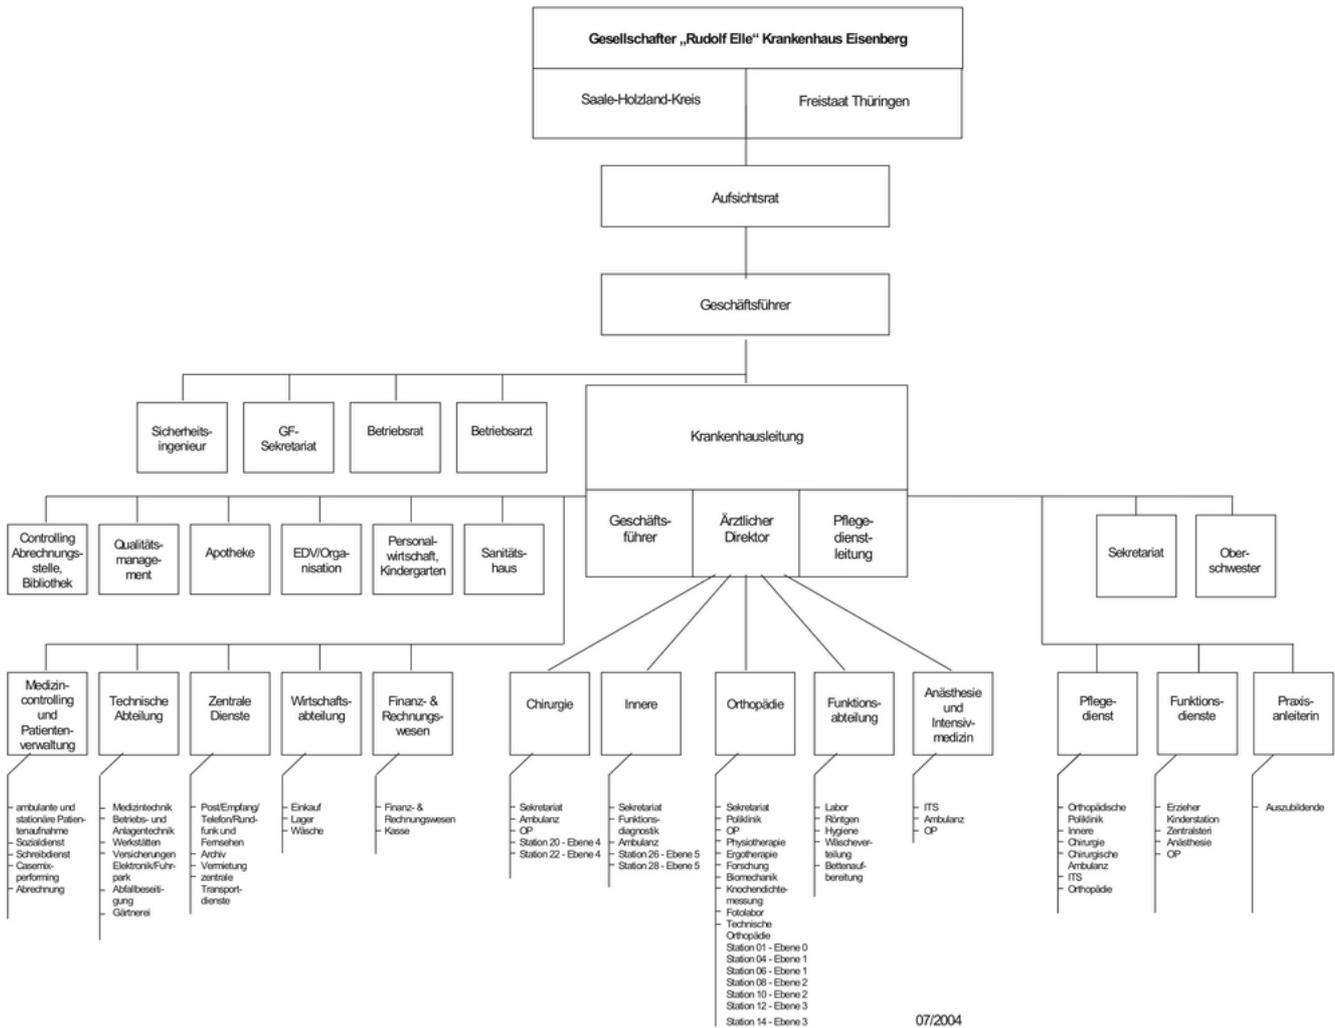 Gesellschafter „Rudolf Elle“ Krankenhaus Eisenberg
Saale-Holzland-Kreis
Freistaat Thüringen
Aufsichtsrat
Geschäftsführer
Sicherheits-
ingenieur
GF-
Sekretariat
Betriebsrat
Betriebsarzt
Krankenhausleitung
Geschäfts-
führer
Ärztlicher
Direktor
Pflege-
dienst-
leitung
Controlling
Abrechnungs-
stelle,
Bibliothek
Qualitäts-
manage-
ment
Apotheke
EDV/Orga-
nisation
Personal-
wirtschaft,
Kindergarten
Sanitäts-
haus
Sekretariat
Ober-
schwester
Medizin-
controlling
und
Patienten-
verwaltung
Technische
Abteilung
Zentrale
Dienste
Wirtschafts-
abteilung
Finanz- &
Rechnungs-
wesen
Chirurgie
Innere
Orthopädie
Funktions-
abteilung
Anästhesie
und
Intensiv-
medizin
Pflege-
dienst
Funktions-
dienste
Praxis-
anleiterin
ambulante und
stationäre Patien-
tenaufnahme
Sozialdienst
Schreibdienst
Casemix-
performing
Abrechnung
Medizintechnik
Betriebs- und
Anlagentechnik
Werkstätten
Versicherungen
Elektronik/Fuhr-
park
Abfallbeseiti-
gung
Gärtnerei
Post/Empfang/
Telefon/Rund-
funk und
Fernsehen
Archiv
Vermietung
zentrale
Transport-
dienste
Einkauf
Lager
Wäsche
Finanz- &
Rechnungswesen
Kasse
Sekretariat
Ambulanz
OP
Station 20 - Ebene 4
Station 22 - Ebene 4
Sekretariat
Funktions-
diagnostik
Ambulanz
Station 26 - Ebene 5
Station 28 - Ebene 5
Sekretariat
Poliklinik
OP
Physiotherapie
Ergotherapie
Forschung
Biomechanik
Knochendichte-
messung
Fotolabor
Technische
Orthopädie
Station 01 - Ebene 0
Station 04 - Ebene 1
Station 06 - Ebene 1
Station 08 - Ebene 2
Station 10 - Ebene 2
Station 12 - Ebene 3
Station 14 - Ebene 3
Labor
Röntgen
Hygiene
Wäschever-
teilung
Bettenauf-
bereitung
ITS
Ambulanz
OP
Orthopädische
Poliklinik
Innere
Chirurgie
Chirurgische
Ambulanz
ITS
Orthopädie
Erzieher
Kinderstation
Zentralsteri
Anästhesie
OP
Auszubildende
07/2004